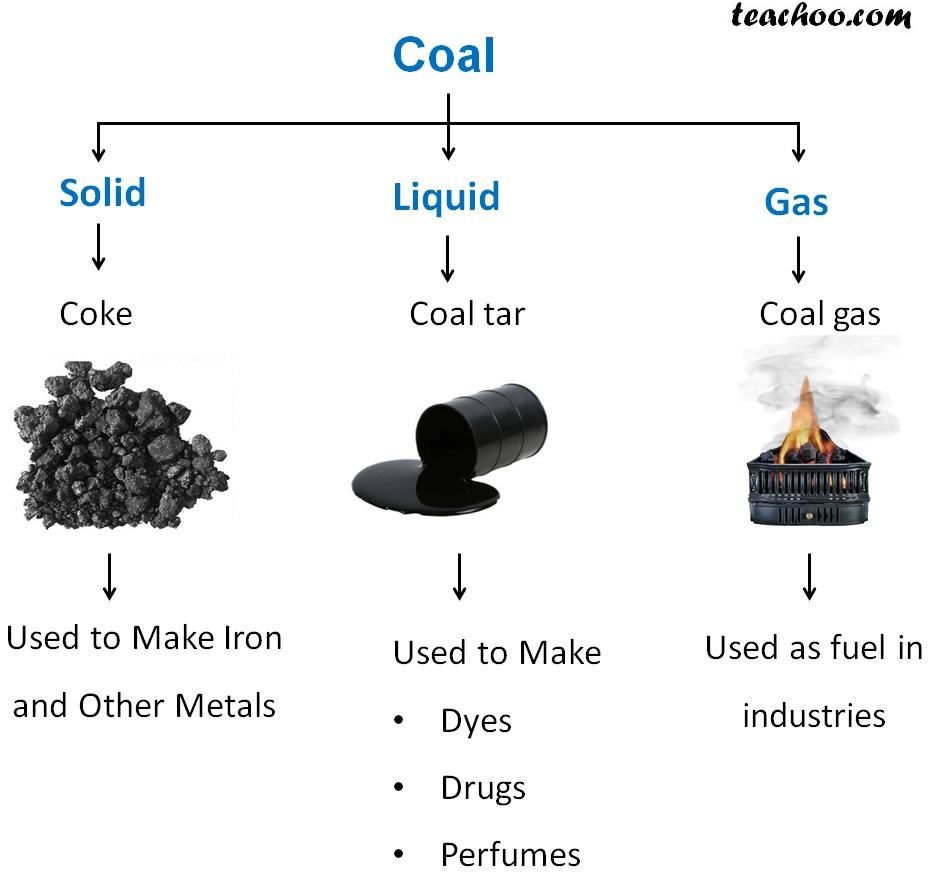 teachoo.com
Coal
Solid
Liquid
Gas
Coke
Coal tar
Coal gas
Used to Make Iron
and Other Metals
Used to Make
• Dyes
• Drugs
• Perfumes
Used as fuel in
industries